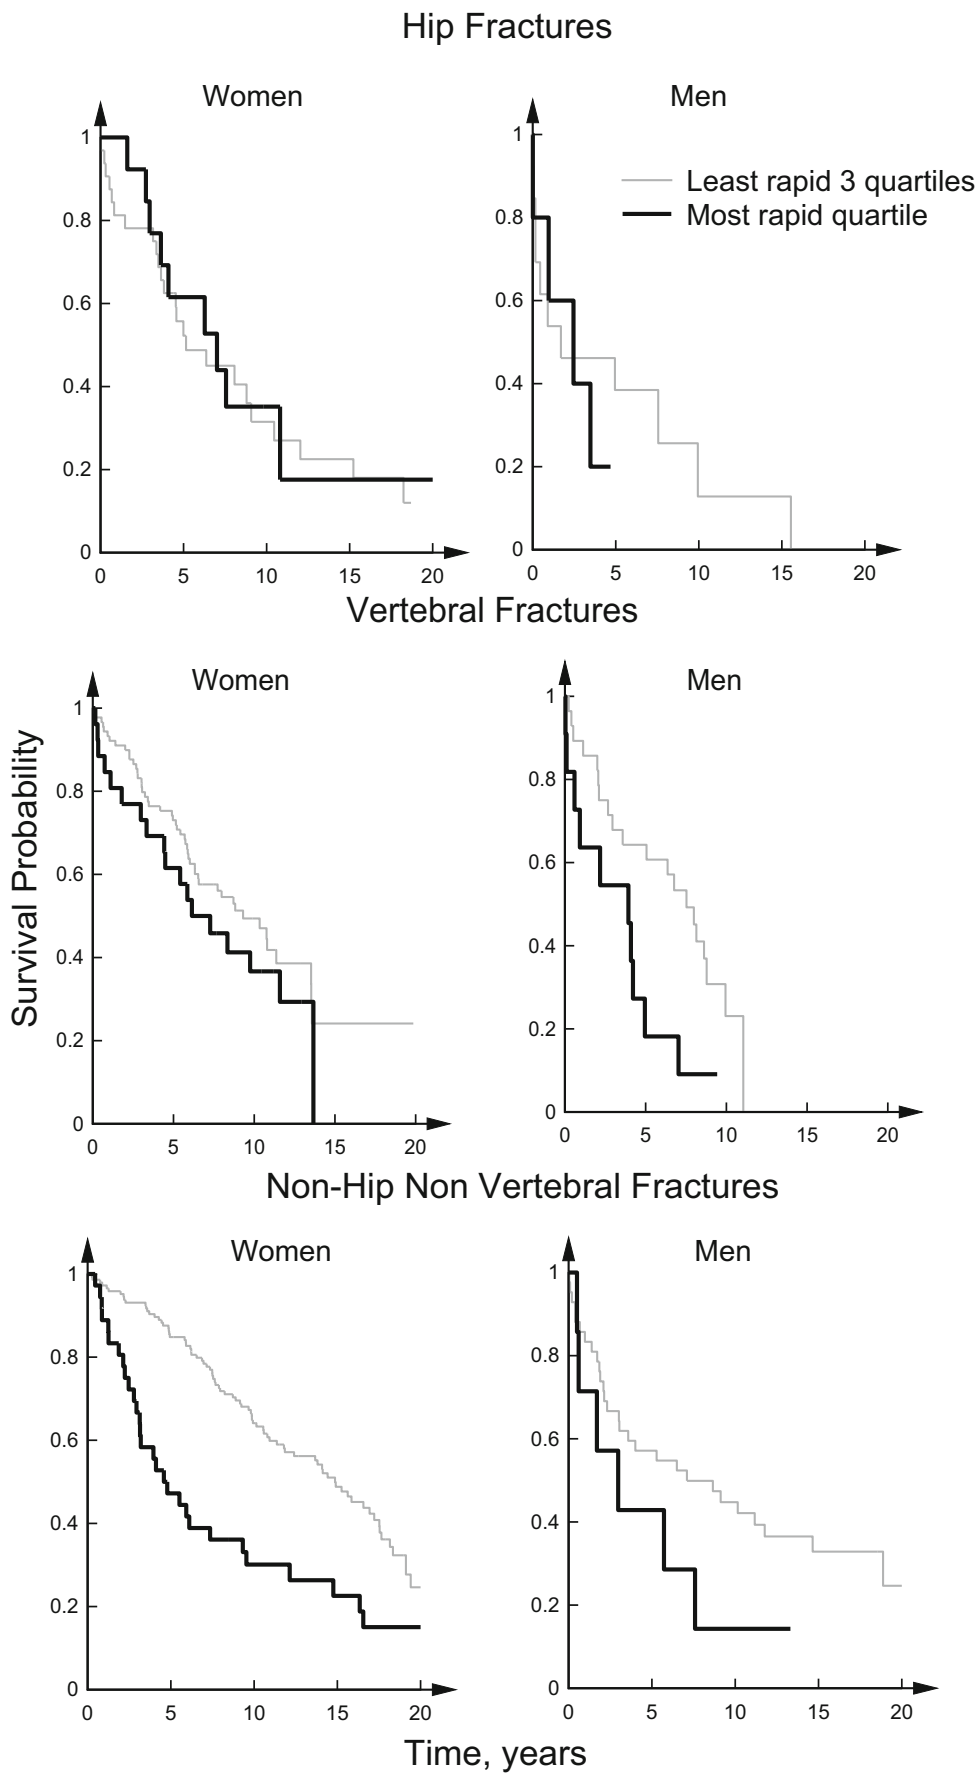 Hip Fractures
Women
Men
1
0.8
0.6
0.4
0.2
0
0 5 10 15 20
1
0.8
0.6
0.4
0.2
0
0 5 10 15 20
Least rapid 3 quartiles
Most rapid quartile
Vertebral Fractures
Women
Men
Survival Probability
1
0.8
0.6
0.4
0.2
0
0 5 10 15 20
1
0.8
0.6
0.4
0.2
0
0 5 10 15 20
Non-Hip Non Vertebral Fractures
Women
Men
1
0.8
0.6
0.4
0.2
0
0 5 10 15 20
1
0.8
0.6
0.4
0.2
0
0 5 10 15 20
Time, years